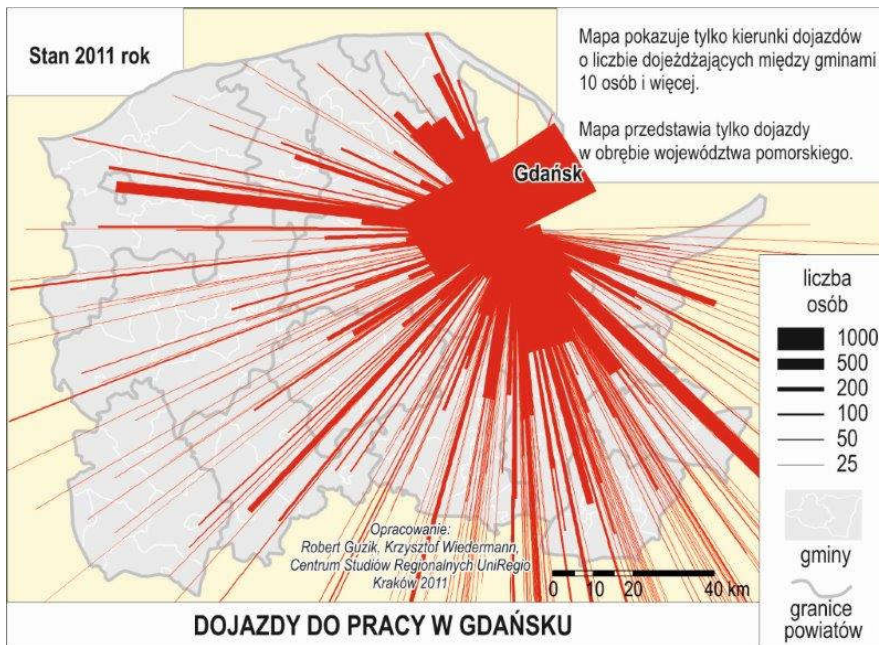 Stan 2011 rok
Mapa pokazuje tylko kierunki dojazdów
o liczbie dojeżdżających między gminami
10 osób i więcej.
Mapa przedstawia tylko dojazdy
w obrębie województwa pomorskiego.
Gdańsk
liczba
osób
1000
500
200
100
50
25
gminy
granice
powiatów
Opracowanie:
Robert Guzik, Krzysztof Wiedermann,
Centrum Studiów Regionalnych UniRegio
Kraków 2011
0 10 20 40 km
DOJAZDY DO PRACY W GDAŃSKU